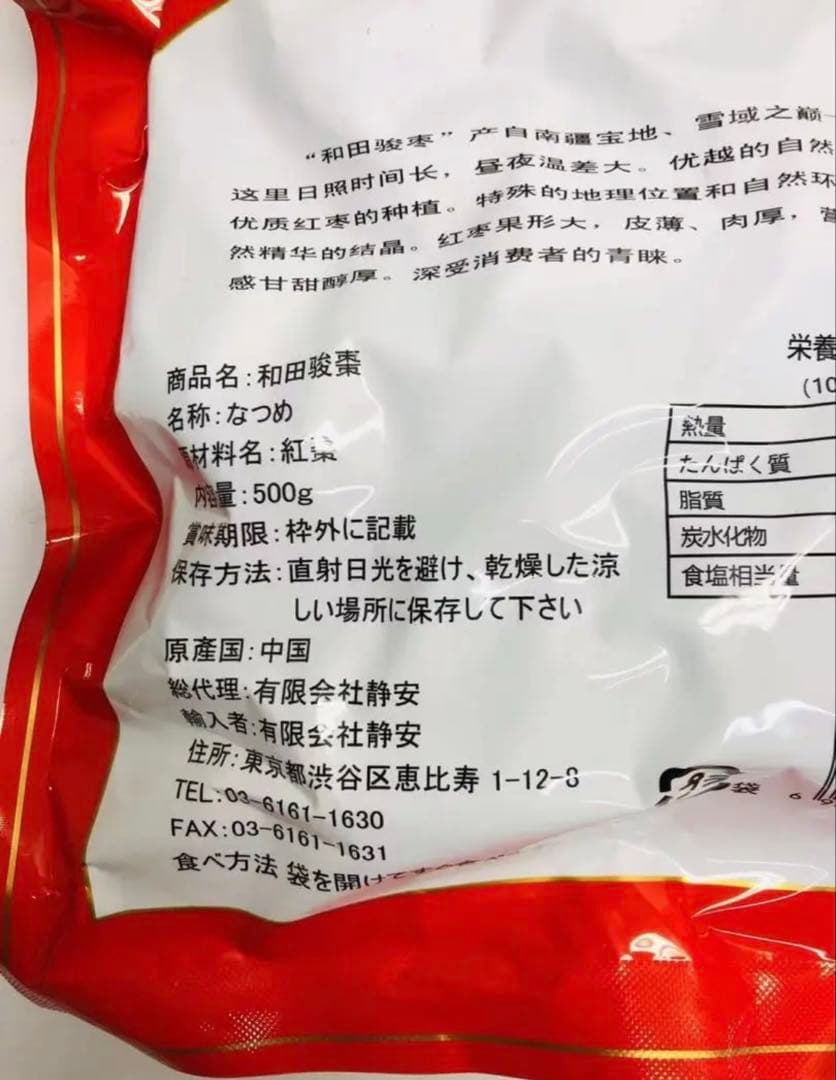 “和田骏枣”产自南疆宝地、雪域之巅
这里日照时间长，昼夜温差大。优越的自然
优质红枣的种植。特殊的地理位置和自然环
然精华的结晶。红枣果形大，皮薄、肉厚，营
感甘甜醇厚。深受消费者的青睐。
商品名:和田骏棗
名称:なつめ
材料名:紅棗
内容量:500g
賞味期限:枠外に記載
保存方法:直射日光を避け、乾燥した涼
しい場所に保存して下さい
原産国:中国
総代理:有限会社静安
輸入者:有限会社静安
住所:東京都渋谷区恵比寿 1-12-8
TEL:03-6161-1630
FAX:03-6161-1631
食べ方法 袋を開け
栄養
(10
熱量
たんぱく質
脂質
炭水化物
食塩相当量
袋
6